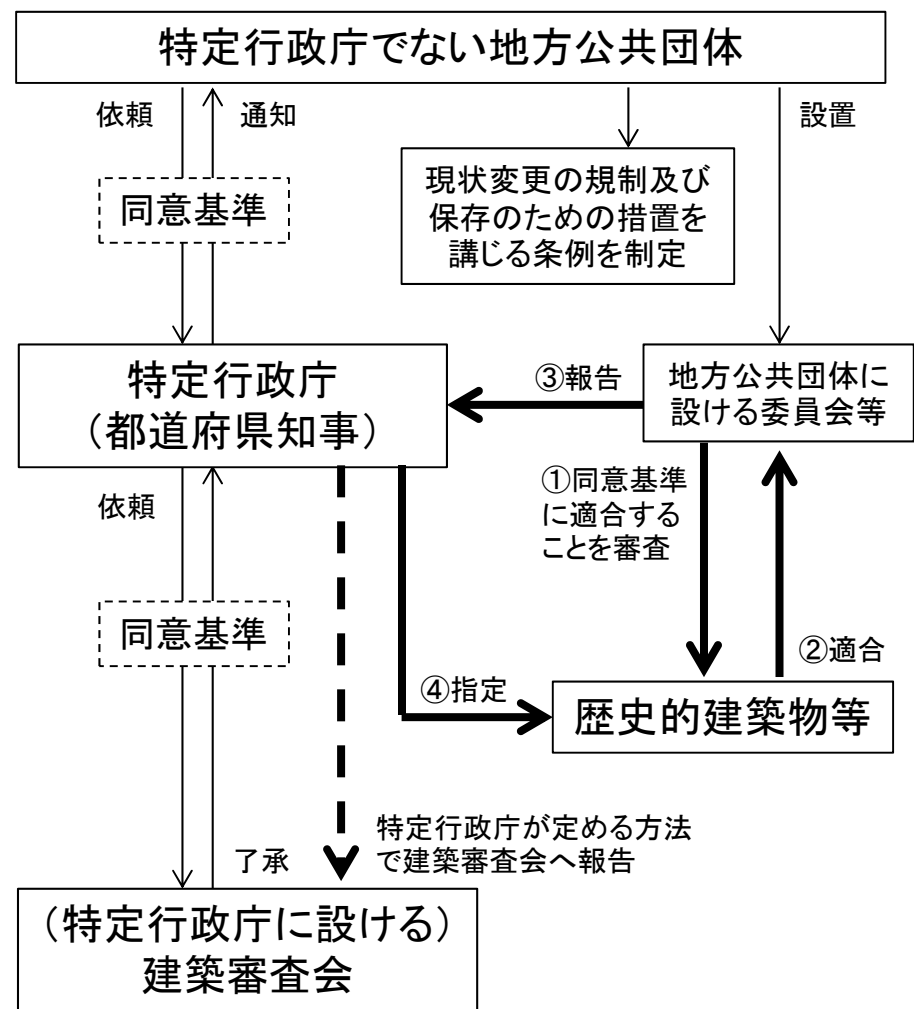 特定行政庁でない地方公共団体
依頼
通知
設置
同意基準
現状変更の規制及び
保存のための措置を
講じる条例を制定
特定行政庁
（都道府県知事）
③報告
地方公共団体に
設ける委員会等
依頼
①同意基準
に適合する
ことを審査
同意基準
②適合
④指定
歴史的建築物等
特定行政庁が定める方法
で建築審査会へ報告
了承
（特定行政庁に設ける）
建築審査会